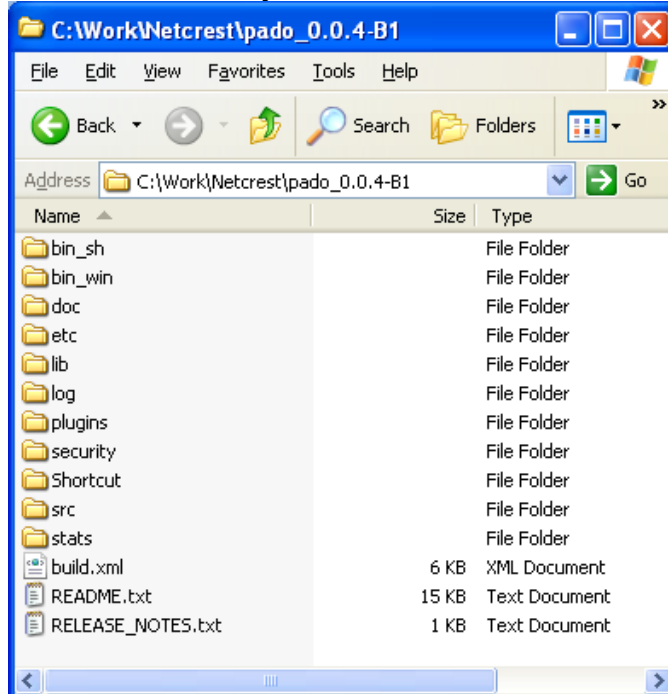 C:\Work\Netcrest\pado_0.0.4-B1
File Edit View Favorites Tools Help
Back Search Folders »
Address C:\Work\Netcrest\pado_0.0.4-B1 Go
Name Size Type
bin_sh File Folder
bin_win File Folder
doc File Folder
etc File Folder
lib File Folder
log File Folder
plugins File Folder
security File Folder
Shortcut File Folder
src File Folder
stats File Folder
build.xml 6 KB XML Document
README.txt 15 KB Text Document
RELEASE_NOTES.txt 1 KB Text Document